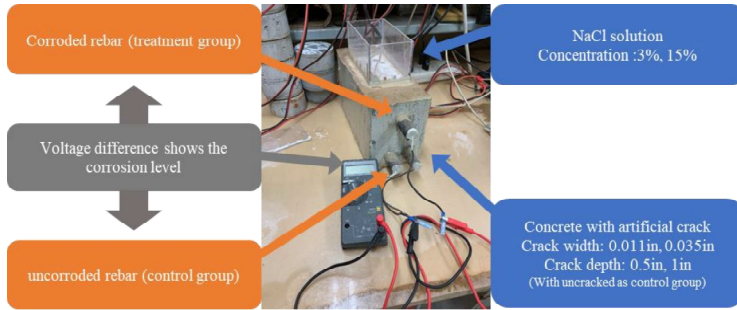 Corroded rebar (treatment group)
Voltage difference shows the
corrosion level
uncorroded rebar (control group)
NaCl solution
Concentration :3%, 15%
Concrete with artificial crack
Crack width: 0.011in, 0.035in
Crack depth: 0.5in, 1in
(With uncracked as control group)